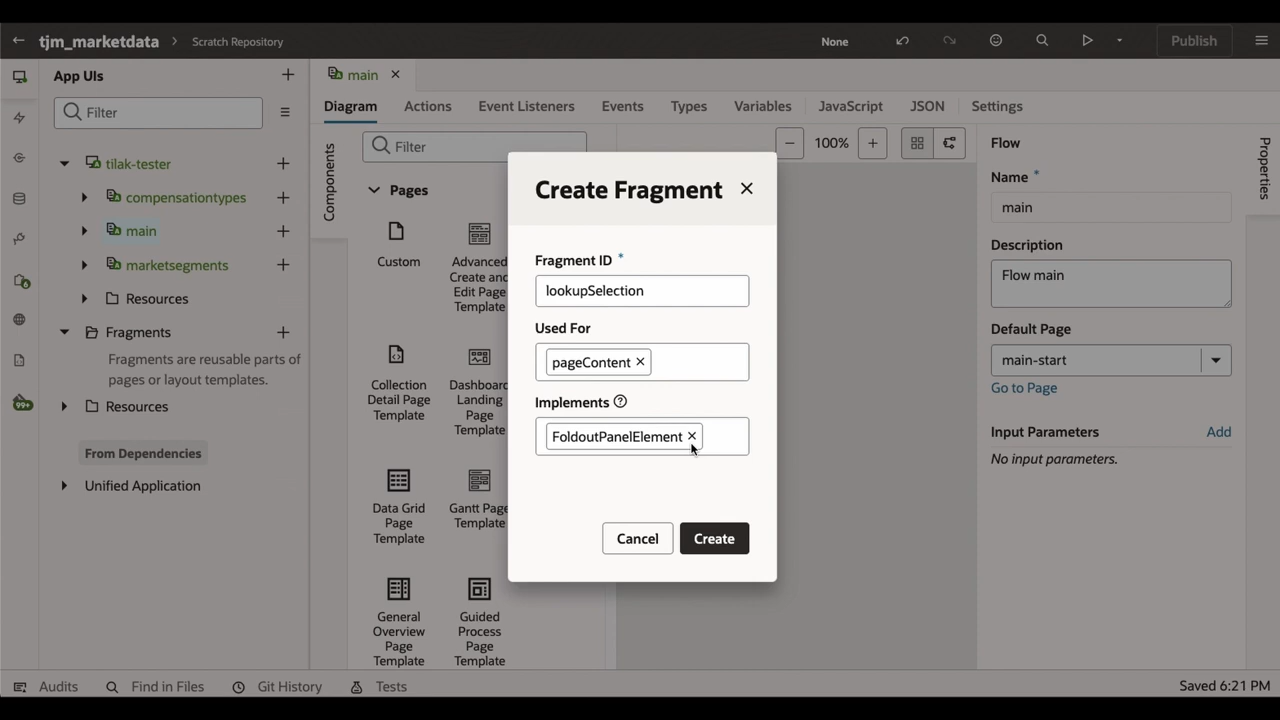 tjm_marketdata
Scratch Repository
None
Publish
App UIs
Filter
tilak-tester
compensationtypes
main
marketsegments
Resources
Fragments
Fragments are reusable parts of
pages or layout templates.
Resources
From Dependencies
Unified Application
main
Diagram
Actions
Event Listeners
Events
Types
Variables
JavaScript
JSON
Settings
Components
Filter
100%
Pages
Custom
Advanced
Create and
Edit Page
Template
Collection
Detail Page
Template
Dashboard
Landing
Page
Template
Data Grid
Page
Template
Gantt Page
Template
General
Overview
Page
Template
Guided
Process
Page
Template
Create Fragment
Fragment ID *
lookupSelection
Used For
pageContent
Implements
FoldoutPanelElement
Cancel
Create
Flow
Name *
main
Description
Flow main
Default Page
main-start
Go to Page
Input Parameters
Add
No input parameters.
Properties
99+
Audits
Find in Files
Git History
Tests
Saved 6:21 PM